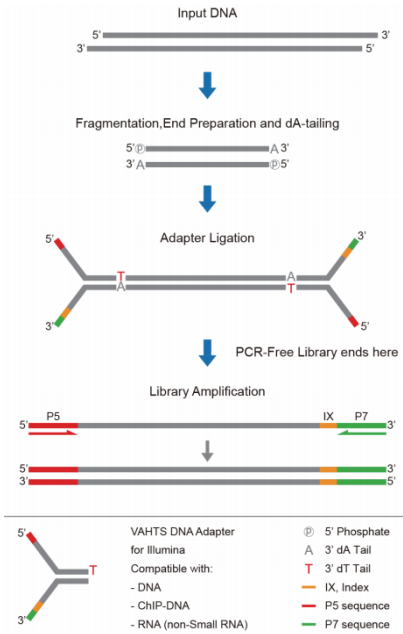 Input DNA
5' 3'
3' 5'
Fragmentation,End Preparation and dA-tailing
5'Ⓟ A 3'
3'A Ⓟ5'
Adapter Ligation
5' 3'
T A
A T
3' 5'
PCR-Free Library ends here
Library Amplification
P5 IX P7
5' 3'
5' 3'
3' 5'
5' VAHTS DNA Adapter Ⓟ 5' Phosphate
for Illumina A 3' dA Tail
T Compatible with: T 3' dT Tail
- DNA IX, Index
- ChIP-DNA P5 sequence
3' - RNA (non-Small RNA) P7 sequence